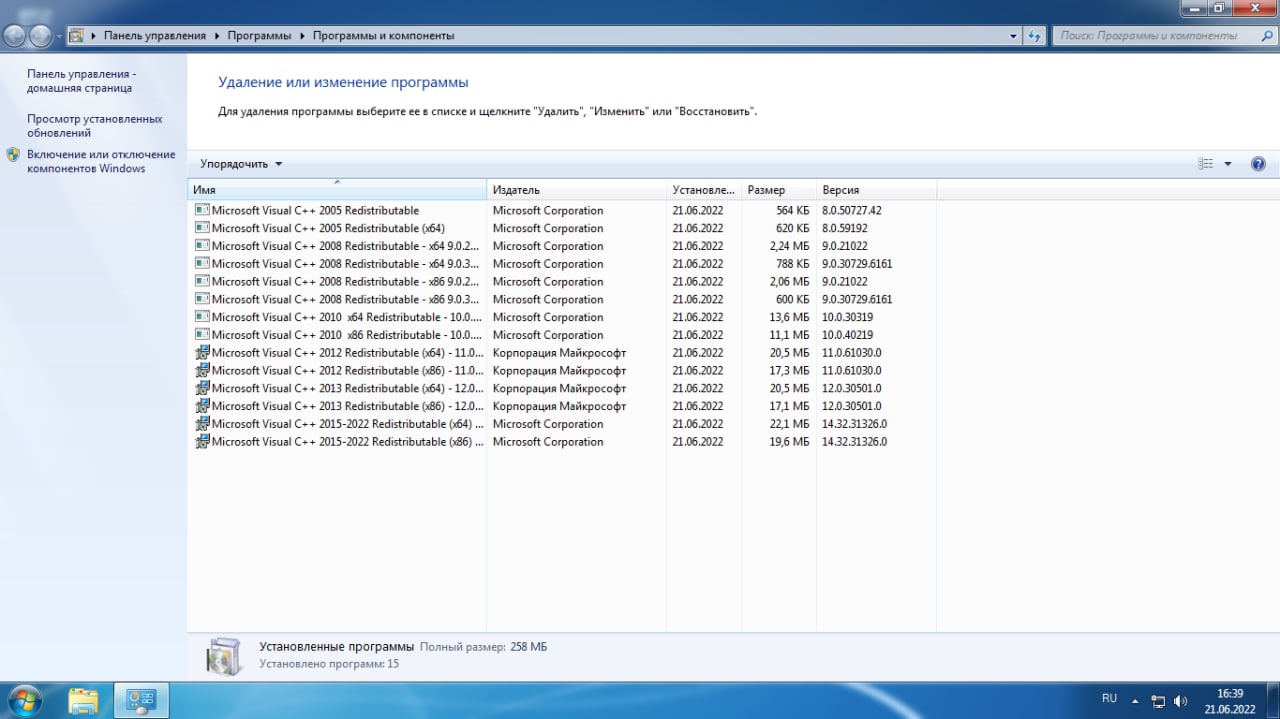 Панель управления Программы Программы и компоненты Поиск: Программы и компоненты
Панель управления -
домашняя страница
Просмотр установленных
обновлений
Включение или отключение
компонентов Windows
Удаление или изменение программы
Для удаления программы выберите ее в списке и щелкните "Удалить", "Изменить" или "Восстановить".
Упорядочить
Имя Издатель Установле... Размер Версия
Microsoft Visual C++ 2005 Redistributable Microsoft Corporation 21.06.2022 564 КБ 8.0.50727.42
Microsoft Visual C++ 2005 Redistributable (x64) Microsoft Corporation 21.06.2022 620 КБ 8.0.59192
Microsoft Visual C++ 2008 Redistributable - x64 9.0.2... Microsoft Corporation 21.06.2022 2,24 МБ 9.0.21022
Microsoft Visual C++ 2008 Redistributable - x64 9.0.3... Microsoft Corporation 21.06.2022 788 КБ 9.0.30729.6161
Microsoft Visual C++ 2008 Redistributable - x86 9.0.2... Microsoft Corporation 21.06.2022 2,06 МБ 9.0.21022
Microsoft Visual C++ 2008 Redistributable - x86 9.0.3... Microsoft Corporation 21.06.2022 600 КБ 9.0.30729.6161
Microsoft Visual C++ 2010 x64 Redistributable - 10.0.... Microsoft Corporation 21.06.2022 13,6 МБ 10.0.30319
Microsoft Visual C++ 2010 x86 Redistributable - 10.0.... Microsoft Corporation 21.06.2022 11,1 МБ 10.0.40219
Microsoft Visual C++ 2012 Redistributable (x64) - 11.0... Корпорация Майкрософт 21.06.2022 20,5 МБ 11.0.61030.0
Microsoft Visual C++ 2012 Redistributable (x86) - 11.0... Корпорация Майкрософт 21.06.2022 17,3 МБ 11.0.61030.0
Microsoft Visual C++ 2013 Redistributable (x64) - 12.0... Корпорация Майкрософт 21.06.2022 20,5 МБ 12.0.30501.0
Microsoft Visual C++ 2013 Redistributable (x86) - 12.0... Корпорация Майкрософт 21.06.2022 17,1 МБ 12.0.30501.0
Microsoft Visual C++ 2015-2022 Redistributable (x64) ... Microsoft Corporation 21.06.2022 22,1 МБ 14.32.31326.0
Microsoft Visual C++ 2015-2022 Redistributable (x86) ... Microsoft Corporation 21.06.2022 19,6 МБ 14.32.31326.0
Установленные программы Полный размер: 258 МБ
Установлено программ: 15
RU 16:39
21.06.2022